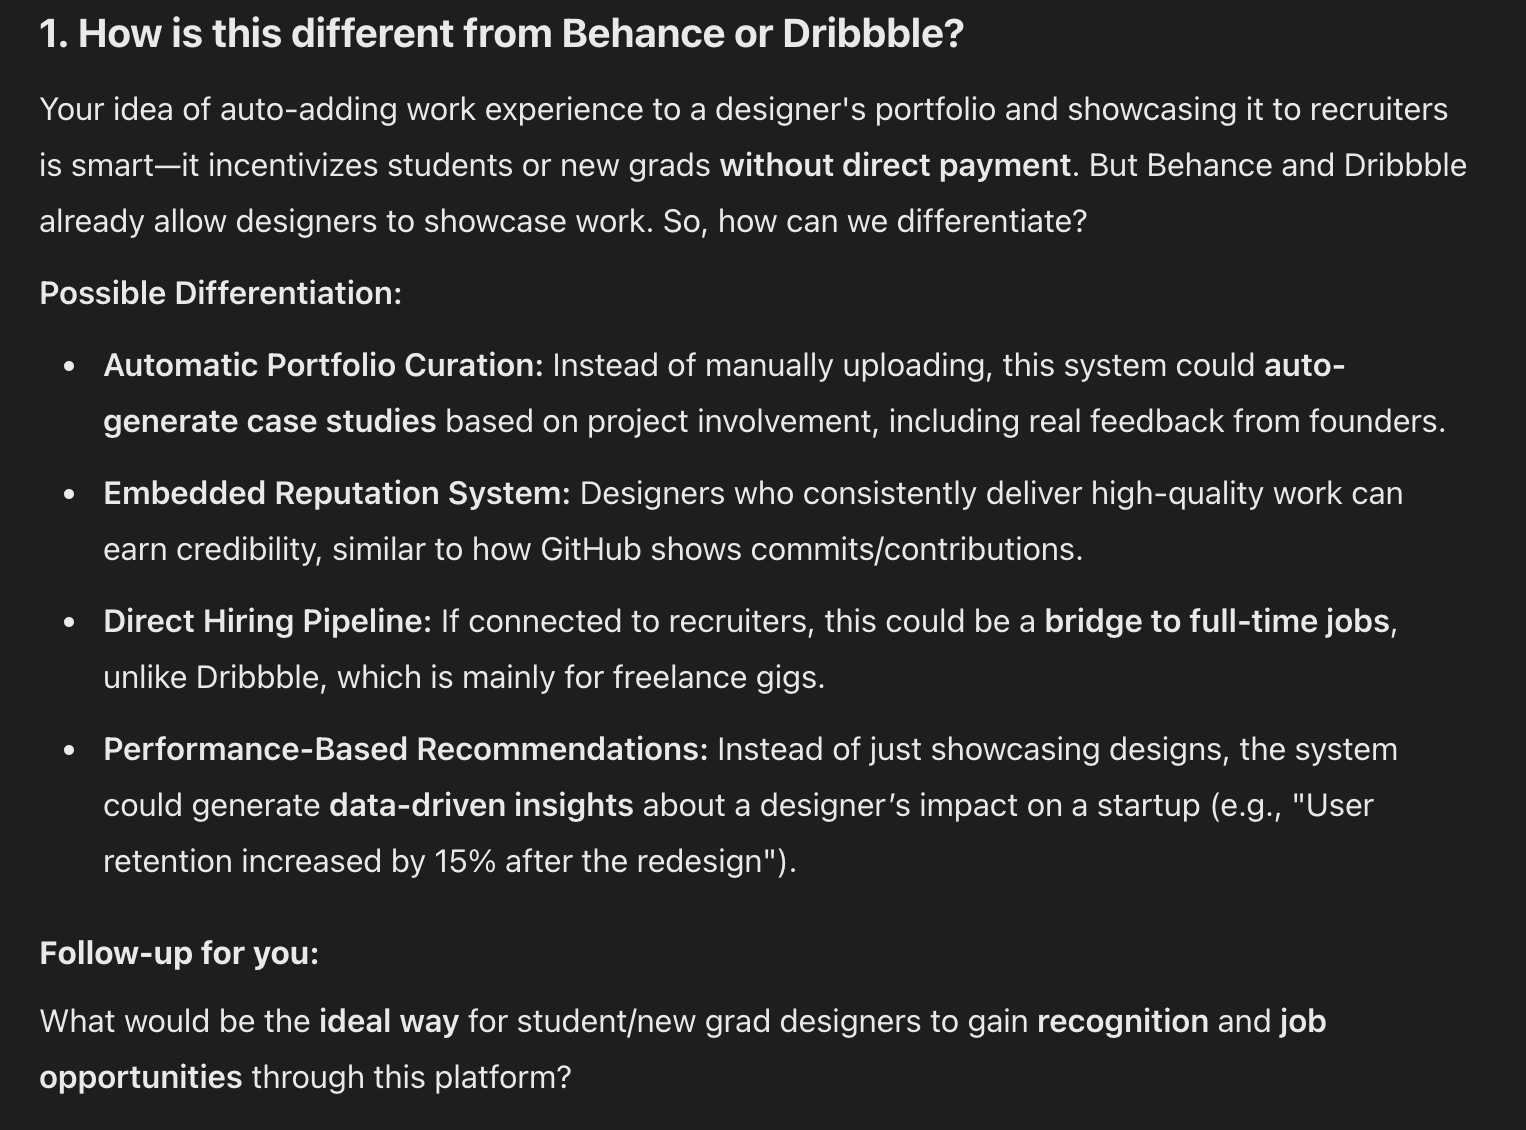 1. How is this different from Behance or Dribbble?
Your idea of auto-adding work experience to a designer's portfolio and showcasing it to recruiters
is smart—it incentivizes students or new grads without direct payment. But Behance and Dribbble
already allow designers to showcase work. So, how can we differentiate?
Possible Differentiation:
• Automatic Portfolio Curation: Instead of manually uploading, this system could auto-
generate case studies based on project involvement, including real feedback from founders.
• Embedded Reputation System: Designers who consistently deliver high-quality work can
earn credibility, similar to how GitHub shows commits/contributions.
• Direct Hiring Pipeline: If connected to recruiters, this could be a bridge to full-time jobs,
unlike Dribbble, which is mainly for freelance gigs.
• Performance-Based Recommendations: Instead of just showcasing designs, the system
could generate data-driven insights about a designer’s impact on a startup (e.g., "User
retention increased by 15% after the redesign").
Follow-up for you:
What would be the ideal way for student/new grad designers to gain recognition and job
opportunities through this platform?